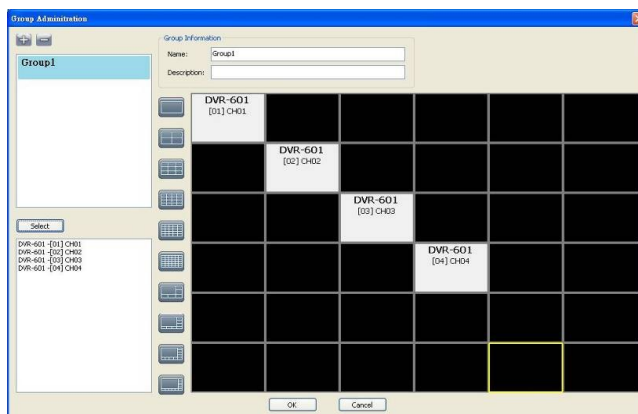 Group Adminitration
Group Information
Group1
Name:
Group1
Description:
DVR-601
[01] CH01
DVR-601
[02] CH02
DVR-601
[03] CH03
Select
DVR-601 -[01] CH01
DVR-601 -[02] CH02
DVR-601 -[03] CH03
DVR-601 -[04] CH04
DVR-601
[04] CH04
OK
Cancel